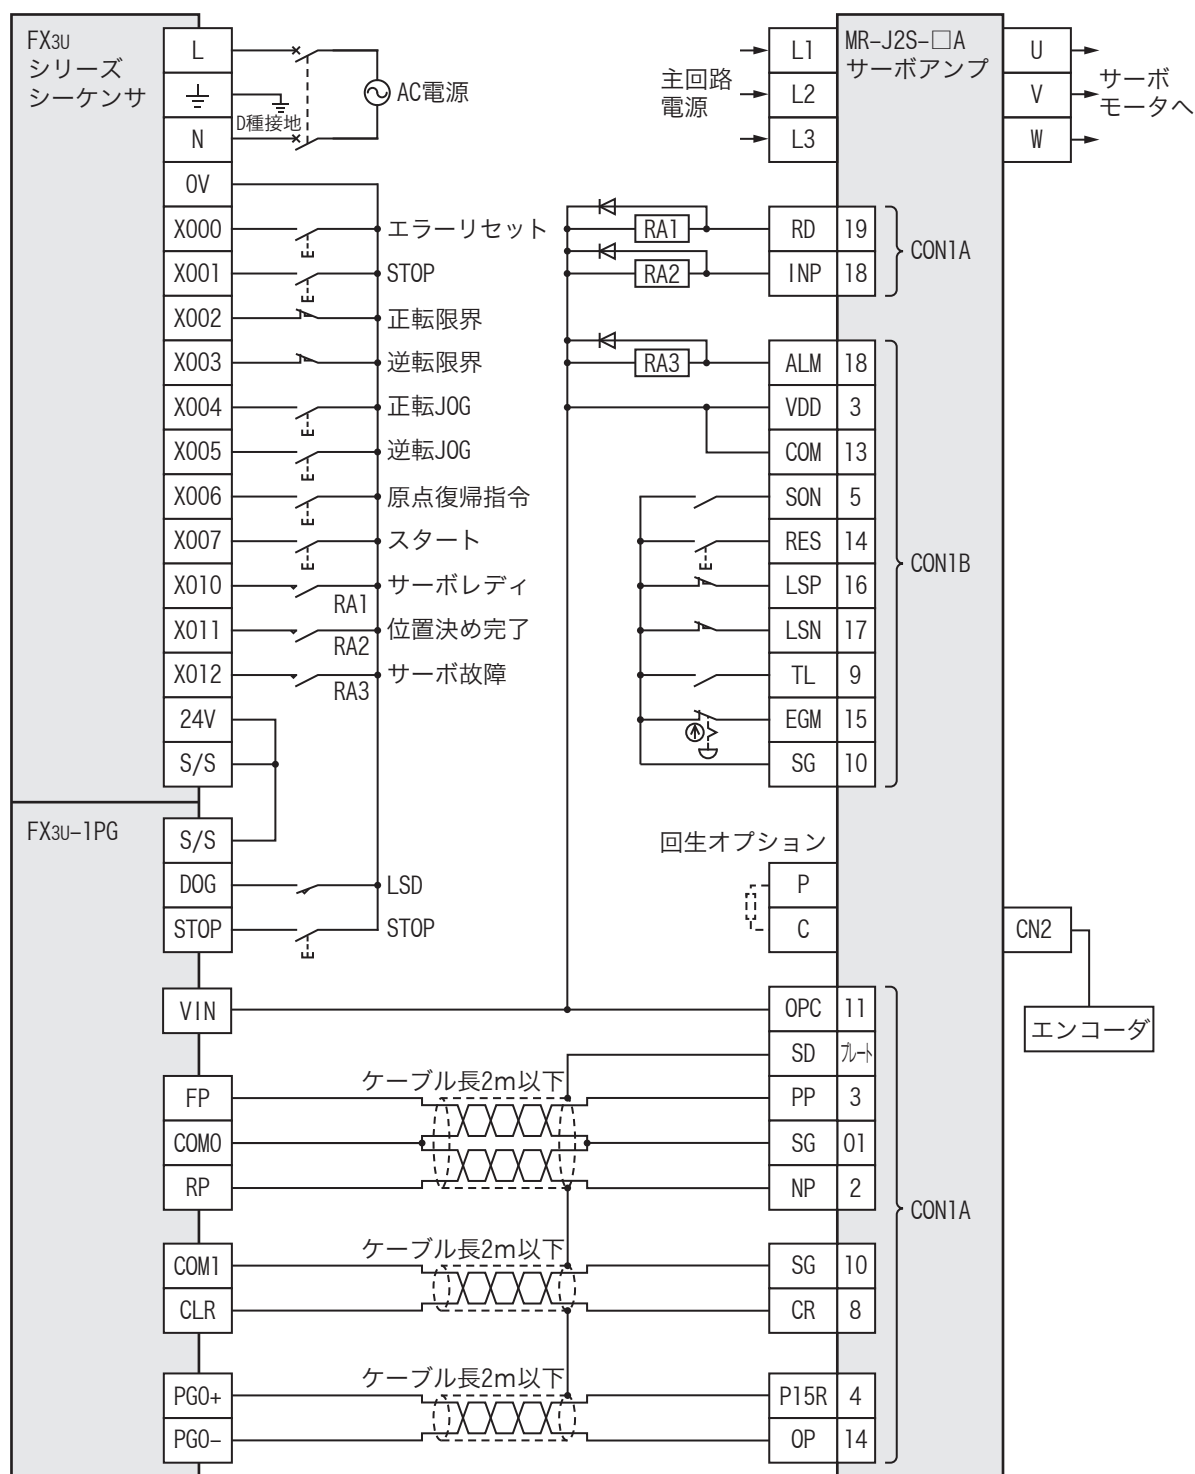 FX3U
シリーズ
シーケンサ
L
N
0V
X000
X001
X002
X003
X004
X005
X006
X007
X010
X011
X012
24V
S/S
D種接地
AC電源
エラーリセット
STOP
正転限界
逆転限界
正転JOG
逆転JOG
原点復帰指令
スタート
サーボレディ
RA1
位置決め完了
RA2
サーボ故障
RA3
FX3U-1PG
S/S
DOG
STOP
LSD
STOP
VIN
FP
COM0
RP
COM1
CLR
PG0+
PG0-
ケーブル長2m以下
ケーブル長2m以下
ケーブル長2m以下
主回路
電源
L1
L2
L3
MR-J2S-□A
サーボアンプ
U
V
W
サーボ
モータへ
RA1
RD 19
RA2
INP 18
CON1A
RA3
ALM 18
VDD 3
COM 13
SON 5
RES 14
LSP 16
LSN 17
TL 9
EGM 15
SG 10
CON1B
回生オプション
P
C
CN2
エンコーダ
OPC 11
SD プレート
PP 3
SG 01
NP 2
SG 10
CR 8
P15R 4
OP 14
CON1A